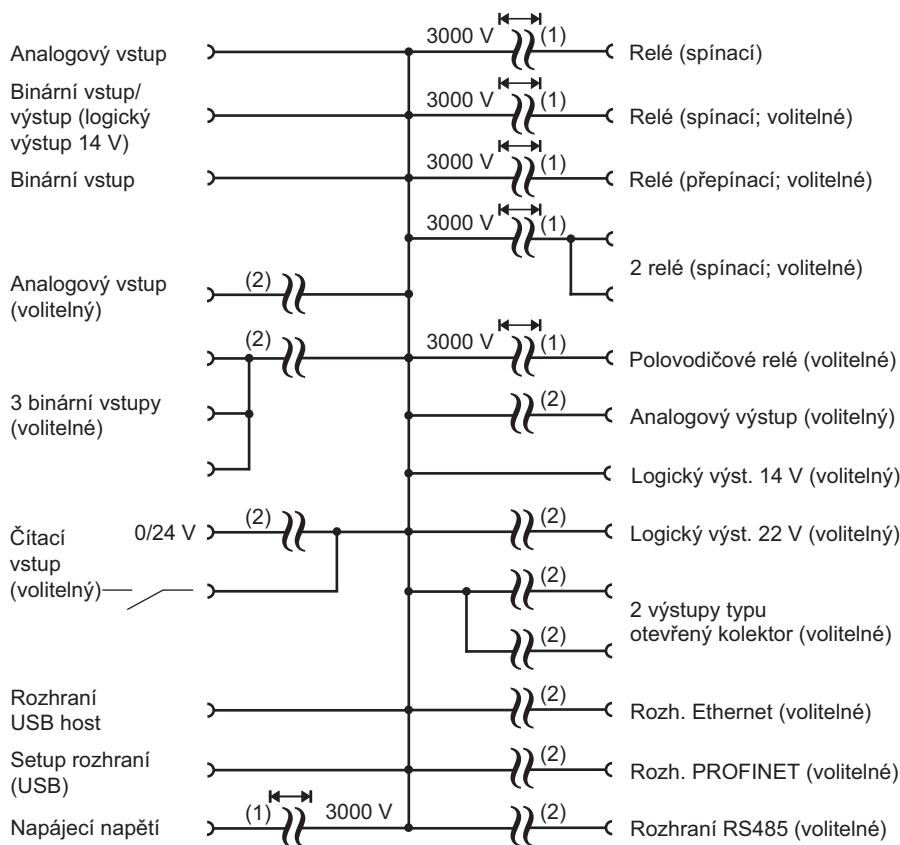 Analogový vstup
3000 V
(1)
Relé (spínací)
Binární vstup/
výstup (logický
výstup 14 V)
3000 V
(1)
Relé (spínací; volitelné)
Binární vstup
3000 V
(1)
Relé (přepínací; volitelné)
3000 V
(1)
2 relé (spínací; volitelné)
Analogový vstup
(volitelný)
(2)
(2)
3 binární vstupy
(volitelné)
3000 V
(1)
Polovodičové relé (volitelné)
(2)
Analogový výstup (volitelný)
Logický výst. 14 V (volitelný)
Čítací
vstup
(volitelný)
0/24 V
(2)
(2)
Logický výst. 22 V (volitelný)
(2)
(2)
2 výstupy typu
otevřený kolektor (volitelné)
Rozhraní
USB host
(2)
Rozh. Ethernet (volitelné)
Setup rozhraní
(USB)
(2)
Rozh. PROFINET (volitelné)
Napájecí napětí
(1)
3000 V
(2)
Rozhraní RS485 (volitelné)